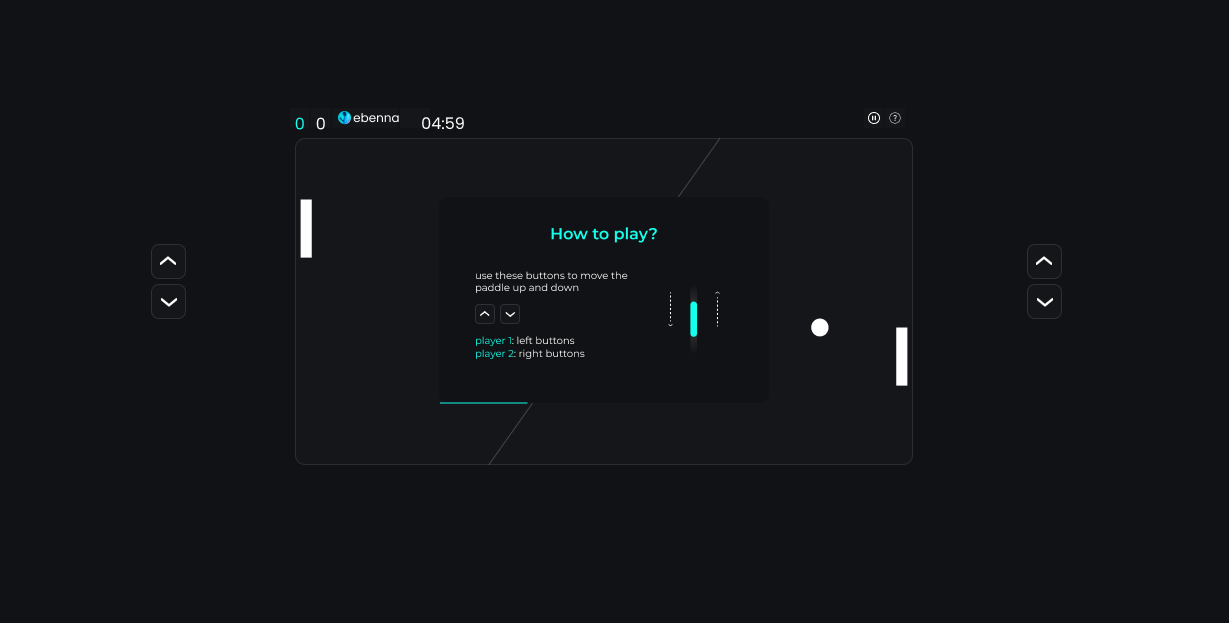 0 0 ebenna 04:59
How to play?
use these buttons to move the
paddle up and down
player 1: left buttons
player 2: right buttons